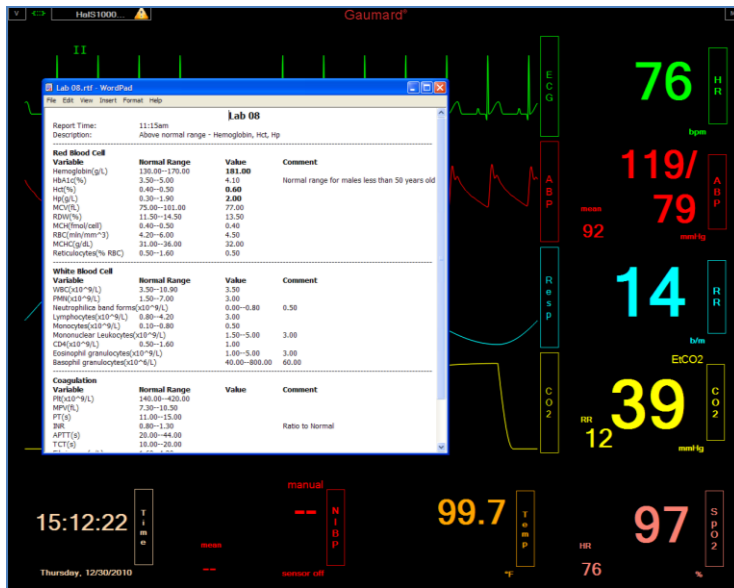 V
HalS1000...
Gaumard®
II
Lab 08.rtf - WordPad
File Edit View Insert Format Help
Lab 08
Report Time: 11:15am
Description: Above normal range - Hemoglobin, Hct, Hp
Red Blood Cell
Variable Normal Range Value Comment
Hemoglobin(g/L) 130.00--170.00 181.00
HbA1c(%) 3.50--5.00 4.10 Normal range for males less than 50 years old
Hct(%) 0.40--0.50 0.60
Hp(g/L) 0.30--1.90 2.00
MCV(fL) 75.00--101.00 77.00
RDW(%) 11.50--14.50 13.50
MCH(fmol/cell) 0.40--0.50 0.40
RBC(mln/mm^3) 4.20--6.00 4.50
MCHC(g/dL) 31.00--36.00 32.00
Reticulocytes(% RBC) 0.50--1.60 0.50
White Blood Cell
Variable Normal Range Value Comment
WBC(x10^9/L) 3.50--10.90 3.50
PMN(x10^9/L) 1.50--7.00 3.00
Neutrophilica band forms(x10^9/L) 0.00--0.80 0.50
Lymphocytes(x10^9/L) 0.80--4.20 3.00
Monocytes(x10^9/L) 0.10--0.80 0.50
Mononuclear Leukocytes(x10^9/L) 1.50--5.00 3.00
CD4(x10^9/L) 0.50--1.60 1.00
Eosinophil granulocytes(x10^9/L) 1.00--5.00 3.00
Basophil granulocytes(x10^6/L) 40.00--800.00 60.00
Coagulation
Variable Normal Range Value Comment
Plt(x10^9/L) 140.00--420.00
MPV(fL) 7.30--10.50
PT(s) 11.00--15.00
INR 0.80--1.30 Ratio to Normal
APTT(s) 20.00--44.00
TCT(s) 10.00--20.00
ECG
76
HR
bpm
ABP
119/
79
mean
92
mmHg
ABP
Resp
14
RR
b/m
CO2
EtCO2
39
RR
12
mmHg
CO2
15:12:22
Time
Thursday, 12/30/2010
manual
--
mean
--
sensor off
NIBP
99.7
Temp
°F
97
SpO2
HR
76
%